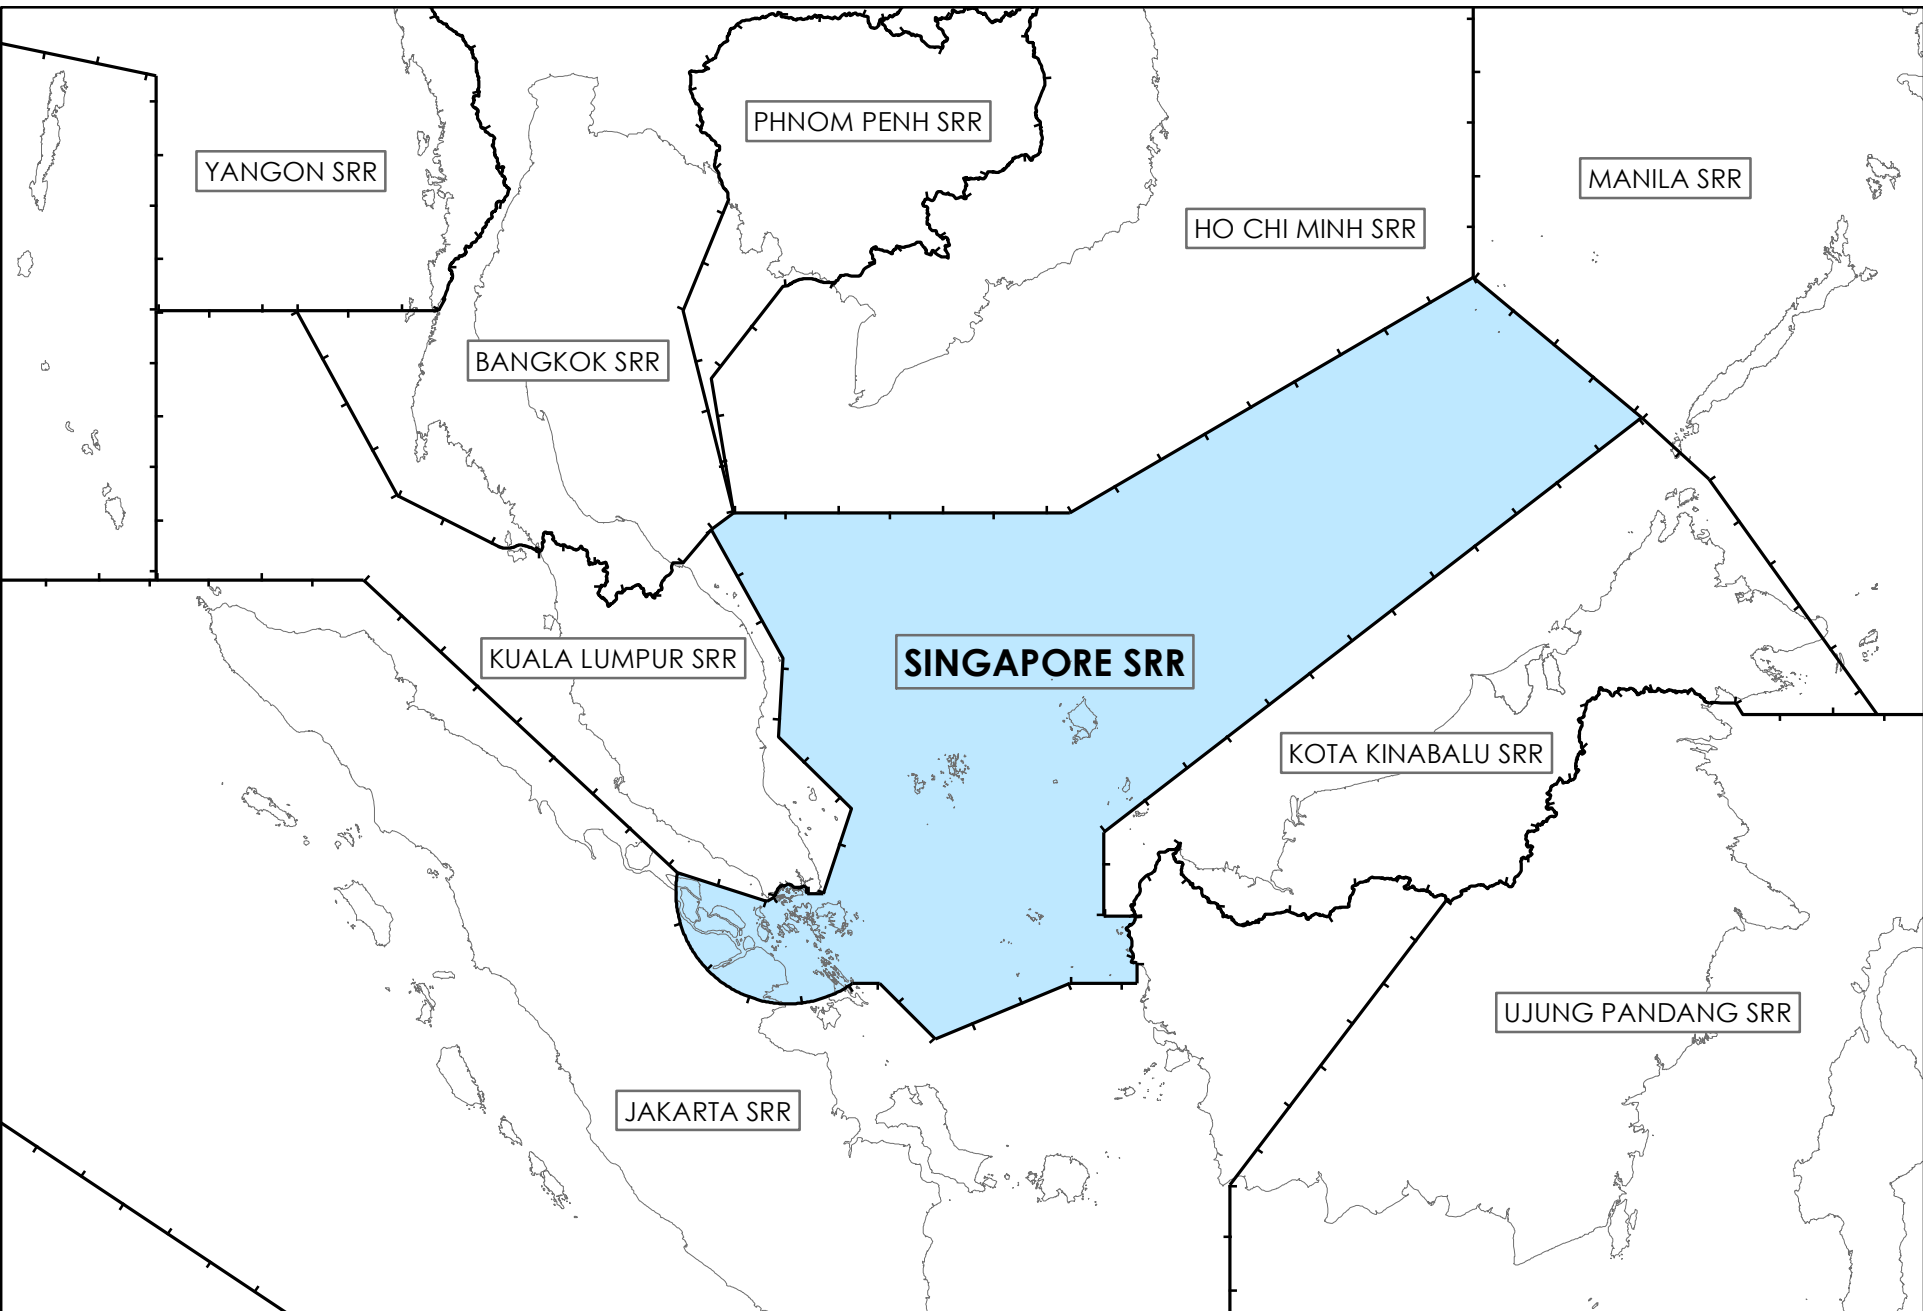 PHNOM PENH SRR
YANGON SRR
MANILA SRR
HO CHI MINH SRR
BANGKOK SRR
KUALA LUMPUR SRR
SINGAPORE SRR
KOTA KINABALU SRR
UJUNG PANDANG SRR
JAKARTA SRR